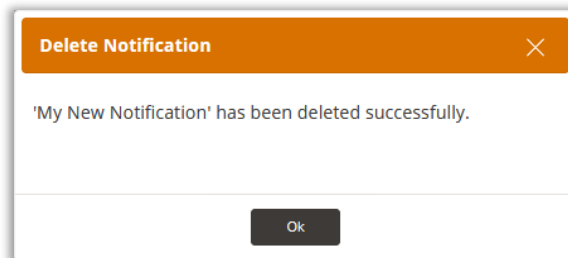 Delete Notification
'My New Notification' has been deleted successfully.
Ok